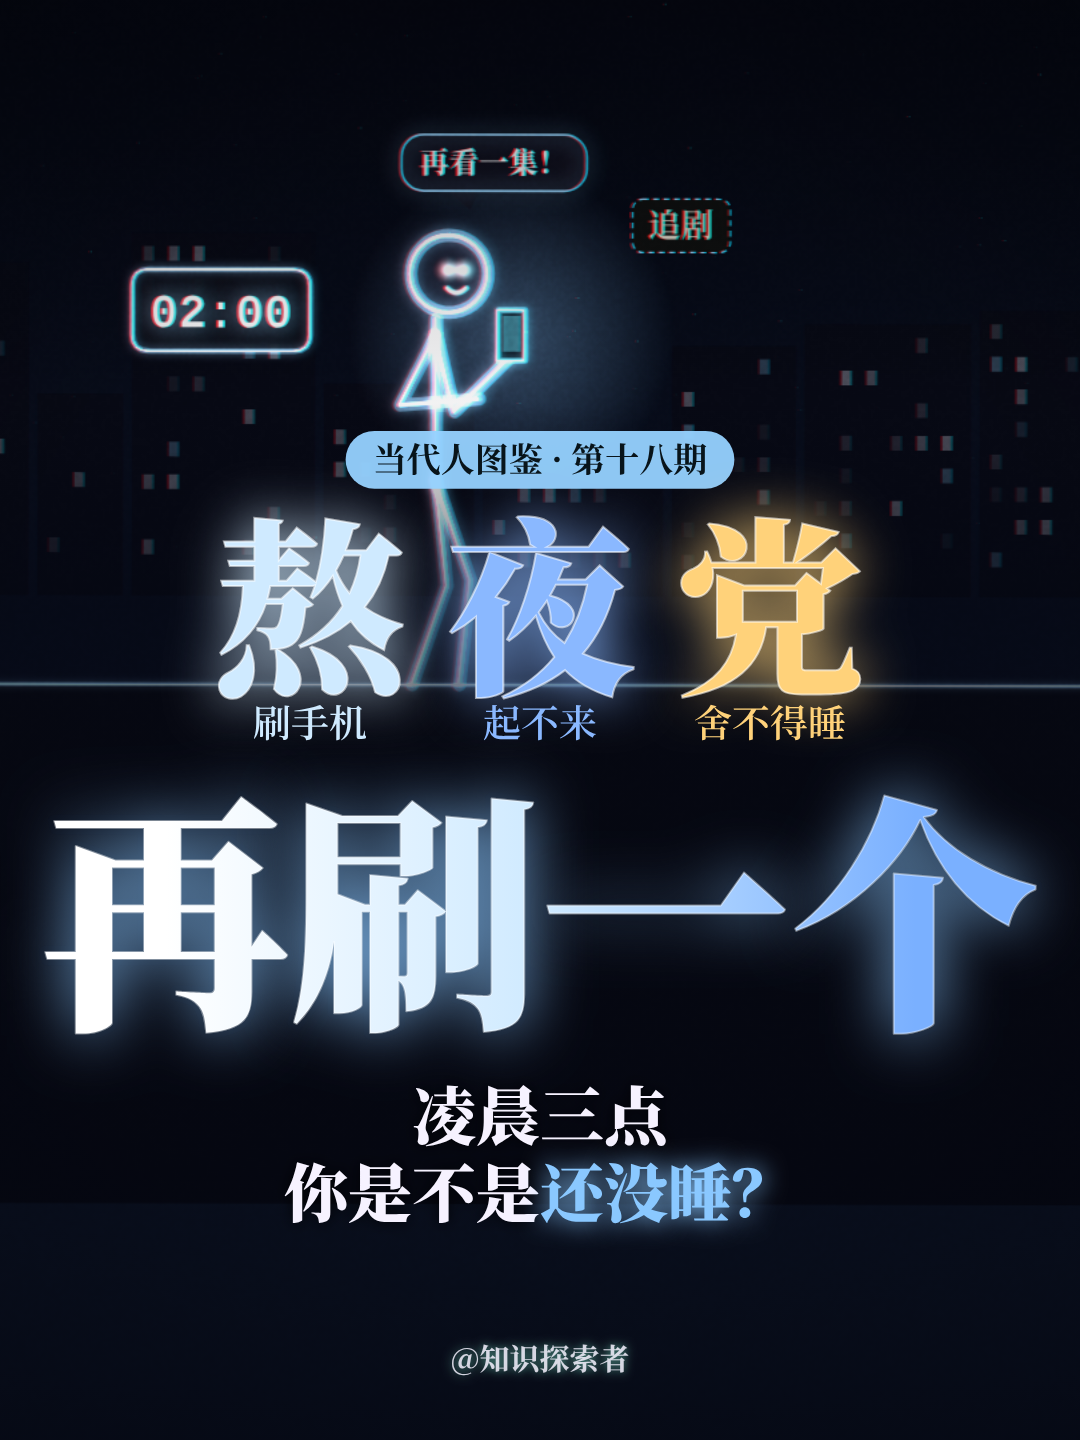 再看一集!
追剧
02:00
当代人图鉴·第十八期
熬夜党
刷手机 起不来 舍不得睡
再刷一个
凌晨三点
你是不是还没睡?
@知识探索者